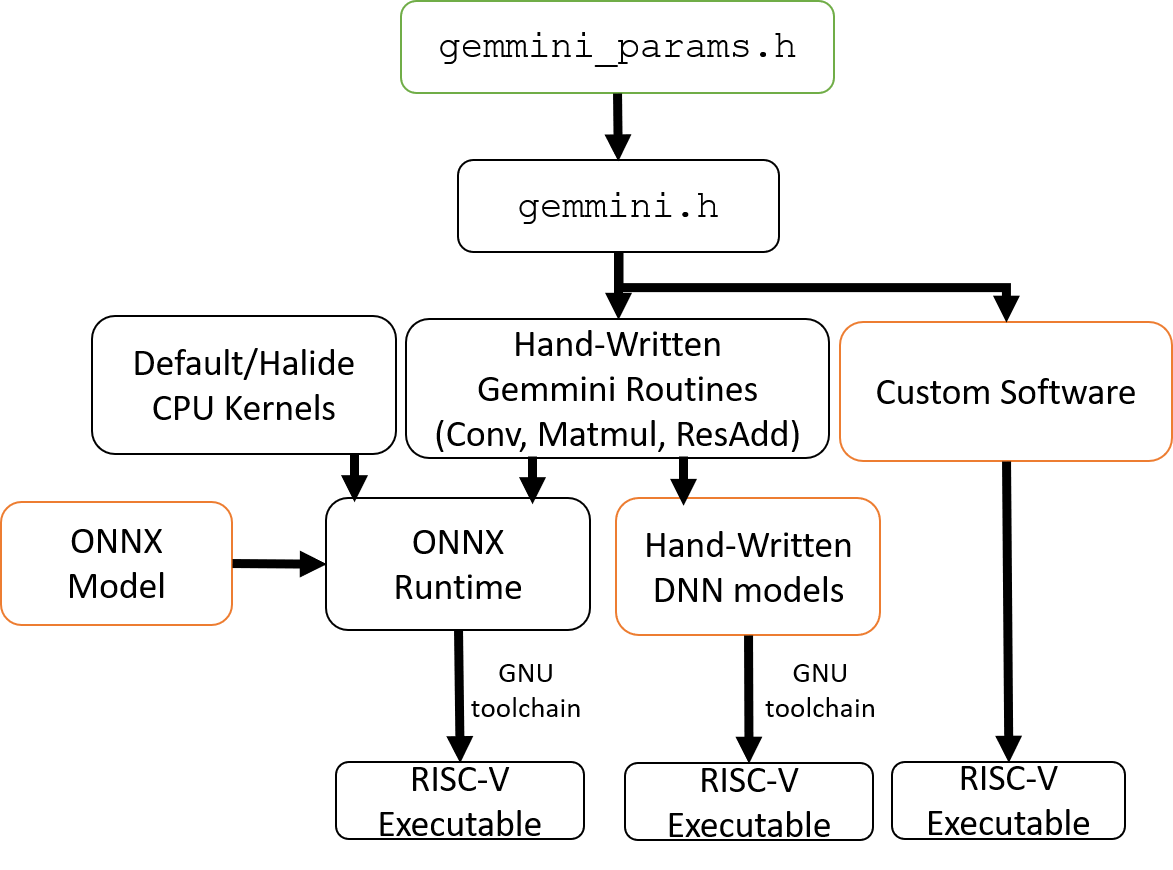 gemmini_params.h
gemmini.h
Default/Halide
CPU Kernels
Hand-Written
Gemmini Routines
(Conv, Matmul, ResAdd)
Custom Software
ONNX
Model
ONNX
Runtime
Hand-Written
DNN models
GNU
toolchain
GNU
toolchain
RISC-V
Executable
RISC-V
Executable
RISC-V
Executable